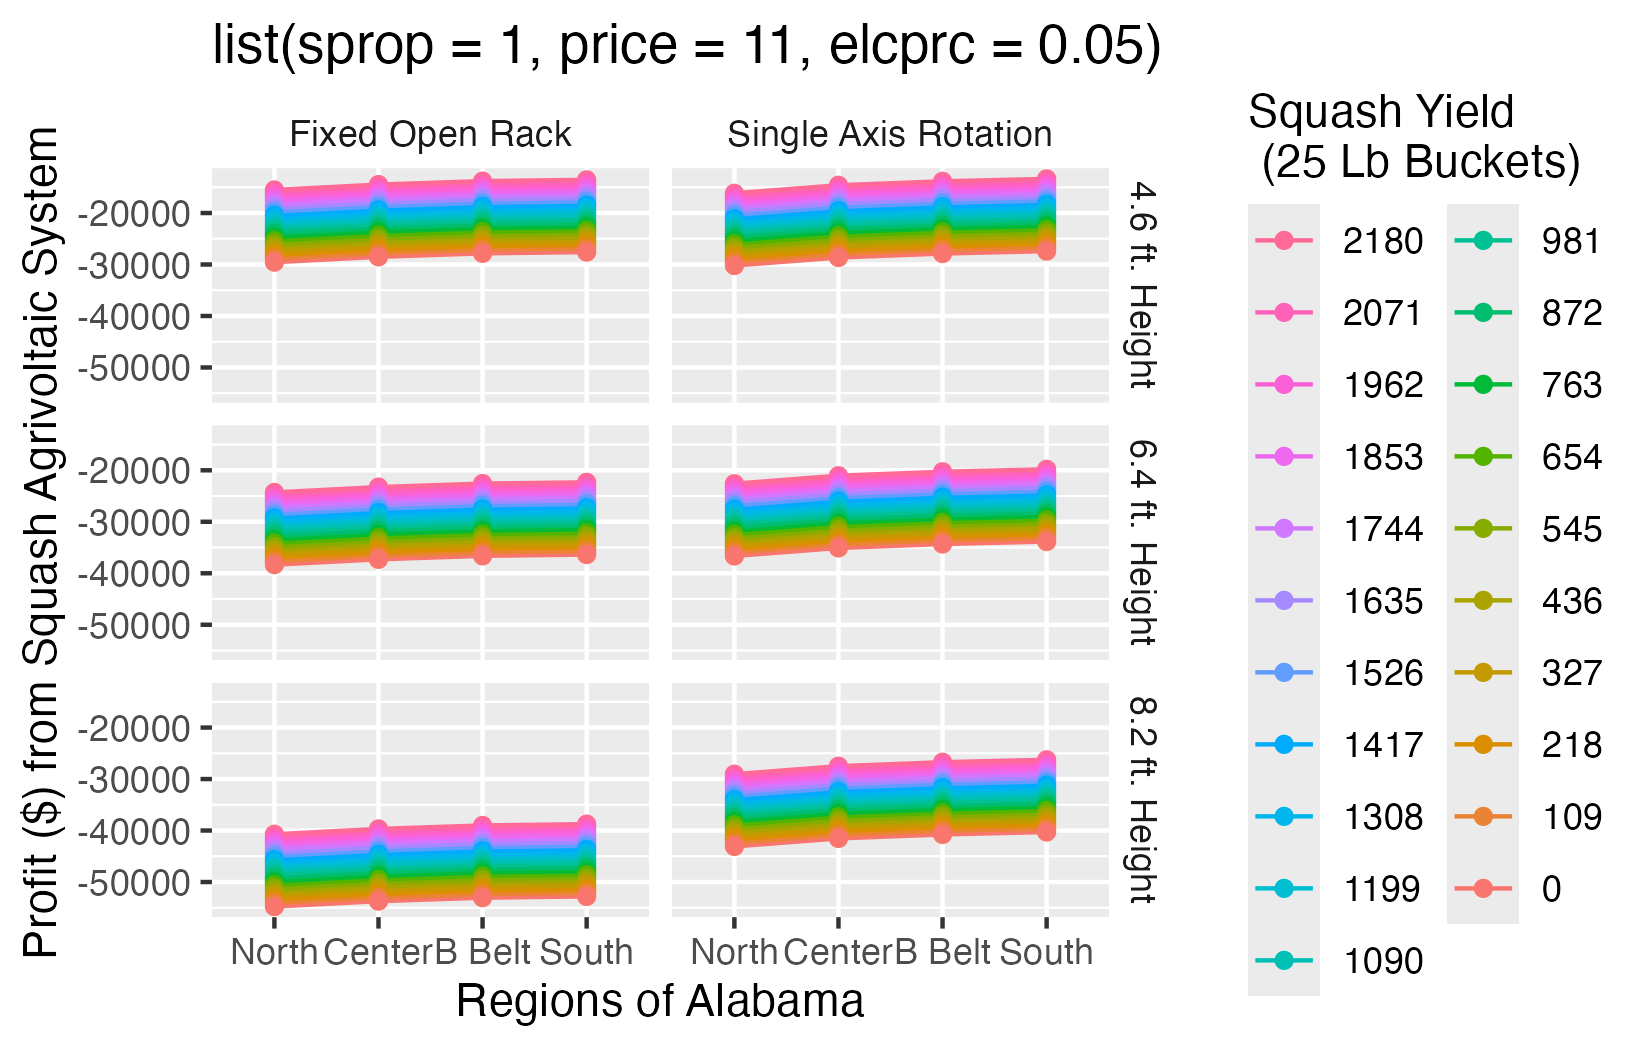 list(sprop = 1, price = 11, elcprc = 0.05)
Fixed Open Rack
Single Axis Rotation
Profit ($) from Squash Agrivoltaic System
-20000
-30000
-40000
-50000
4.6 ft. Height
-20000
-30000
-40000
-50000
6.4 ft. Height
-20000
-30000
-40000
-50000
8.2 ft. Height
North Center B Belt South
North Center B Belt South
Regions of Alabama
Squash Yield
(25 Lb Buckets)
2180
2071
1962
1853
1744
1635
1526
1417
1308
1199
1090
981
872
763
654
545
436
327
218
109
0